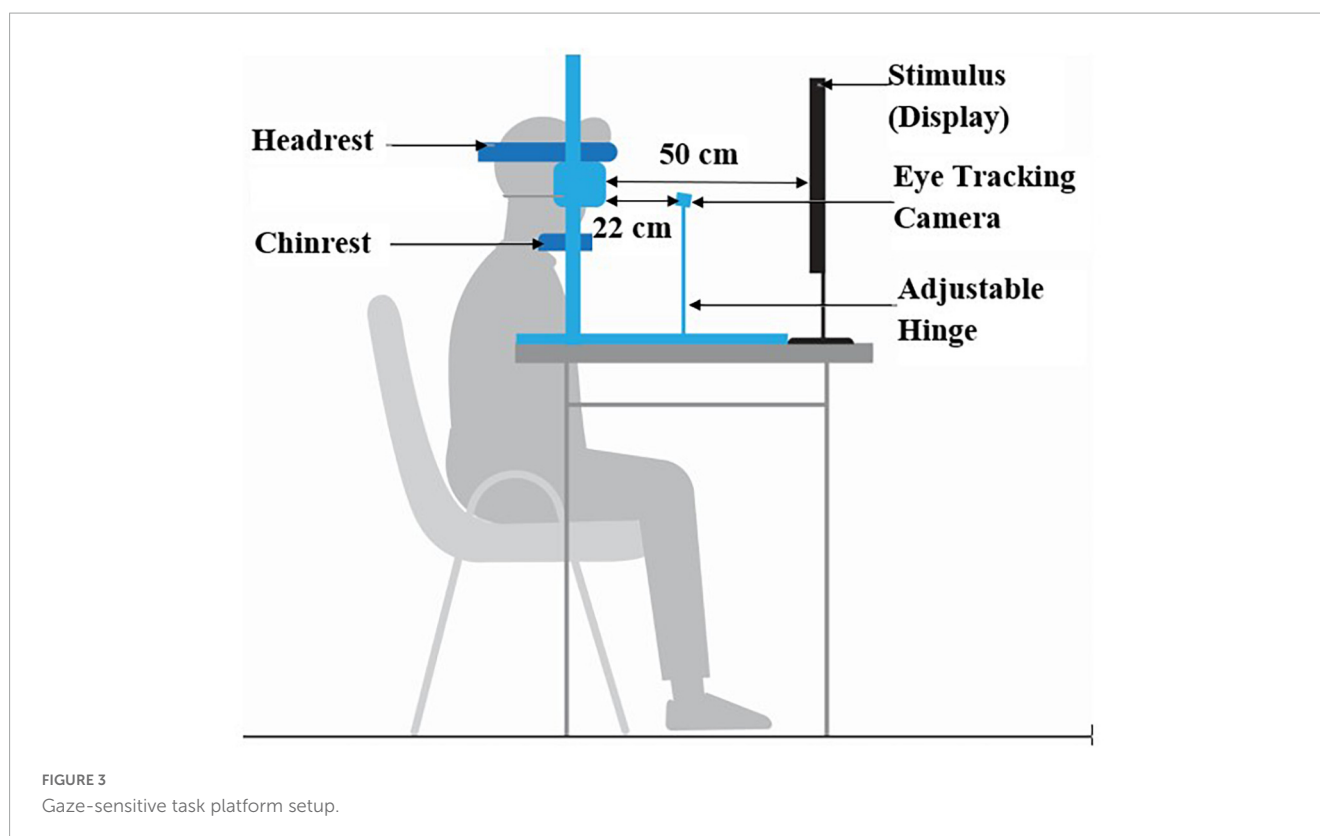 Headrest
Chinrest
50 cm
22 cm
Stimulus
(Display)
Eye Tracking
Camera
Adjustable
Hinge
FIGURE 3
Gaze-sensitive task platform setup.